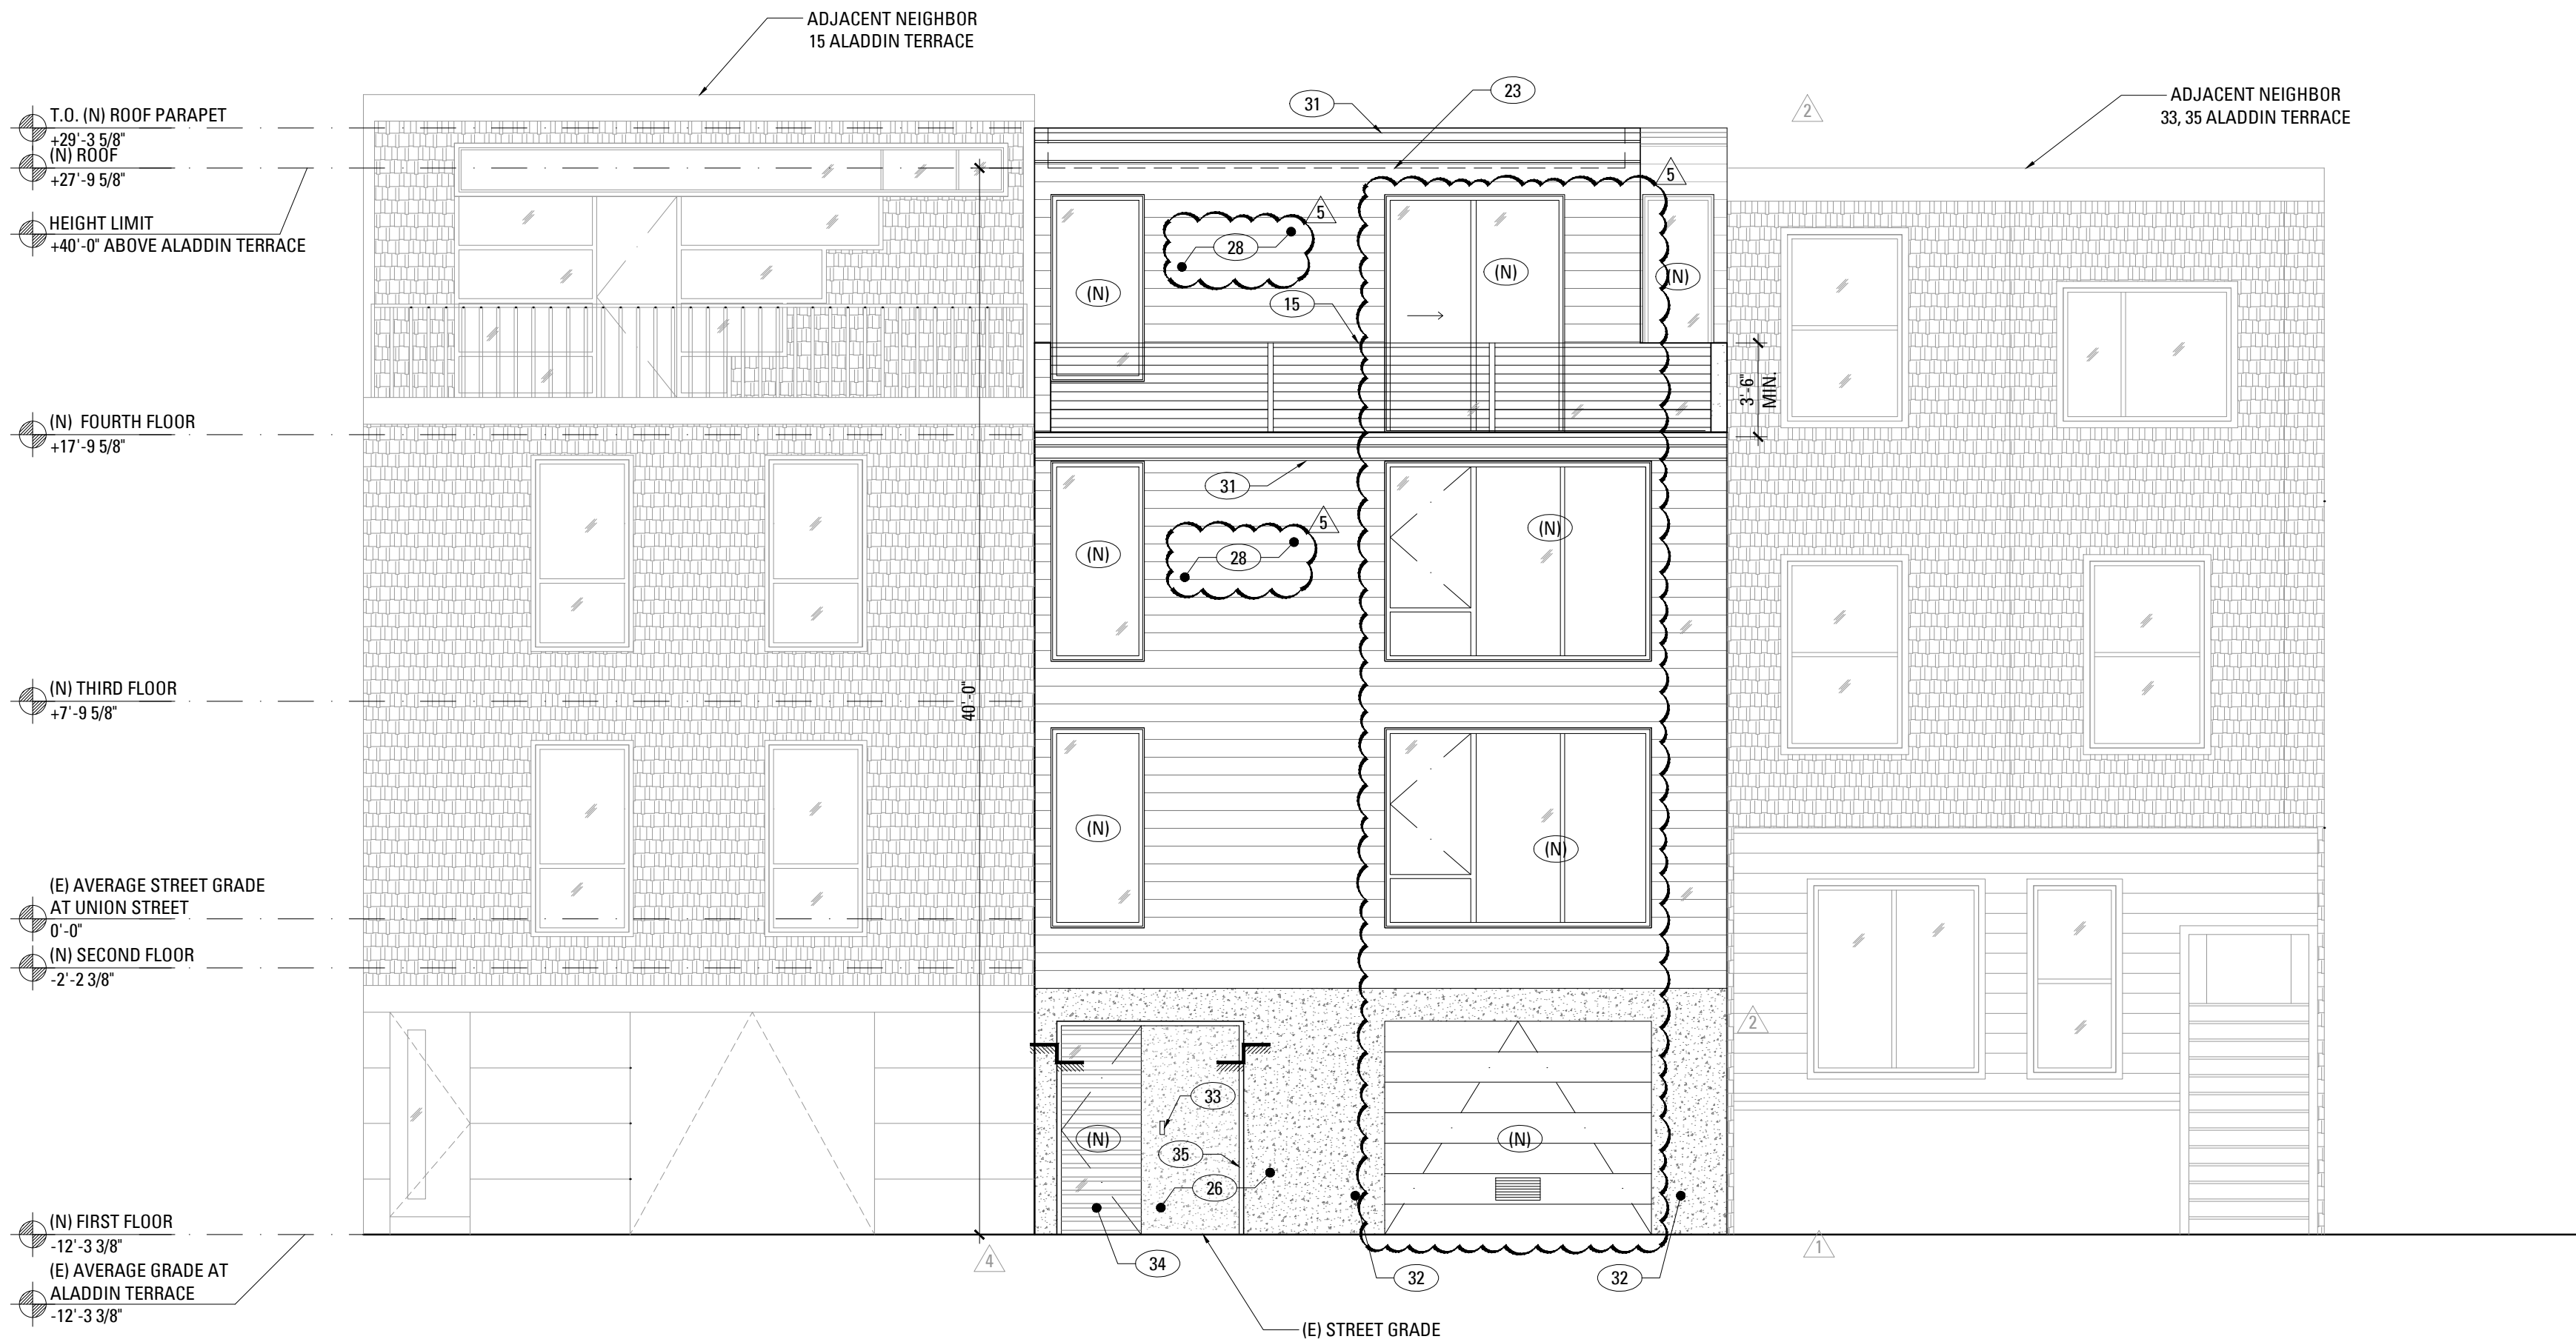 ADJACENT NEIGHBOR
15 ALADDIN TERRACE
ADJACENT NEIGHBOR
33, 35 ALADDIN TERRACE
31
23
2
T.O. (N) ROOF PARAPET
+29'-3 5/8"
(N) ROOF
+27'-9 5/8"
HEIGHT LIMIT
+40'-0" ABOVE ALADDIN TERRACE
5
5
28
(N)
(N)
(N)
15
3'-6"
MIN.
(N) FOURTH FLOOR
+17'-9 5/8"
31
5
28
(N)
(N)
(N) THIRD FLOOR
+7'-9 5/8"
40'-0"
(N)
(N)
(E) AVERAGE STREET GRADE
AT UNION STREET
0'-0"
(N) SECOND FLOOR
-2'-2 3/8"
2
33
(N)
(N)
35
26
(N) FIRST FLOOR
-12'-3 3/8"
(E) AVERAGE GRADE AT
ALADDIN TERRACE
-12'-3 3/8"
4
34
32
32
1
(E) STREET GRADE